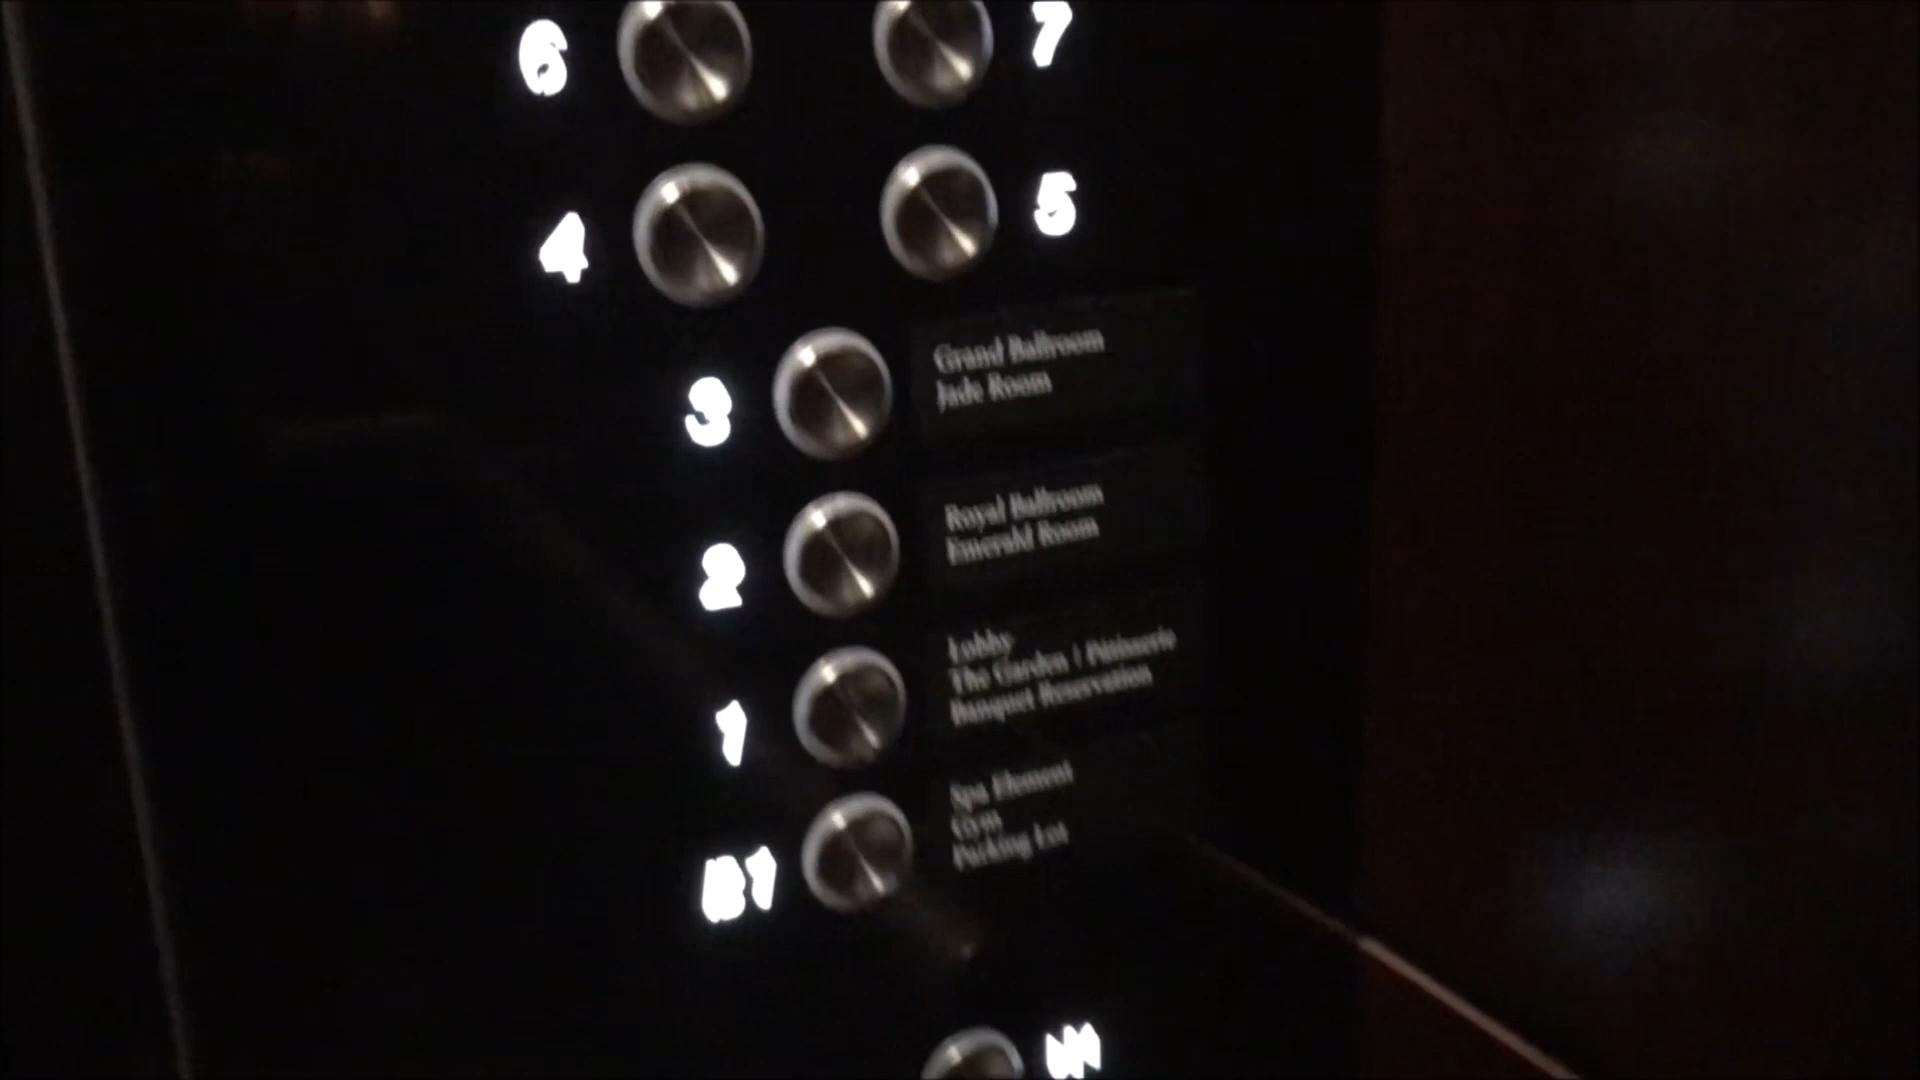 6 7
4 5
3 Grand Ballroom
Jade Room
2 Royal Ballroom
Emerald Room
Lobby
The Garden | Pâtisserie
1 Banquet Reservation
Spa Element
Gym
B1 Parking Lot